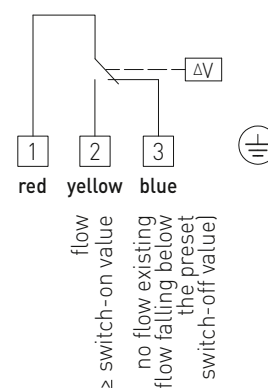 ΔV
1 2 3
red yellow blue
flow
≥ switch-on value
no flow existing
flow falling below
the preset
switch-off value)